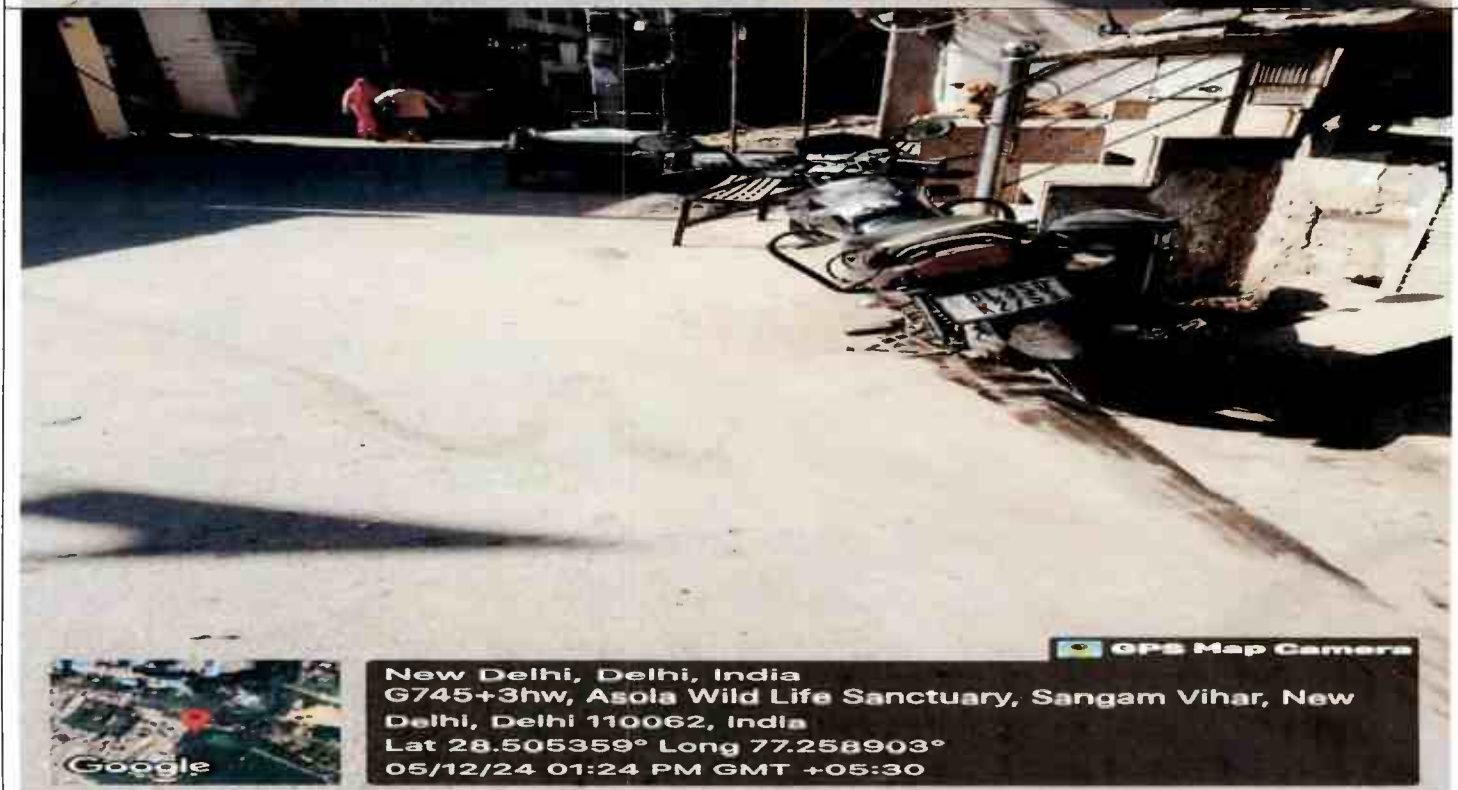 GPS Map Camera
New Delhi, Delhi, India
G745+3hw, Asola Wild Life Sanctuary, Sangam Vihar, New
Delhi, Delhi 110062, India
Lat 28.505359° Long 77.258903°
05/12/24 01:24 PM GMT +05:30
Google